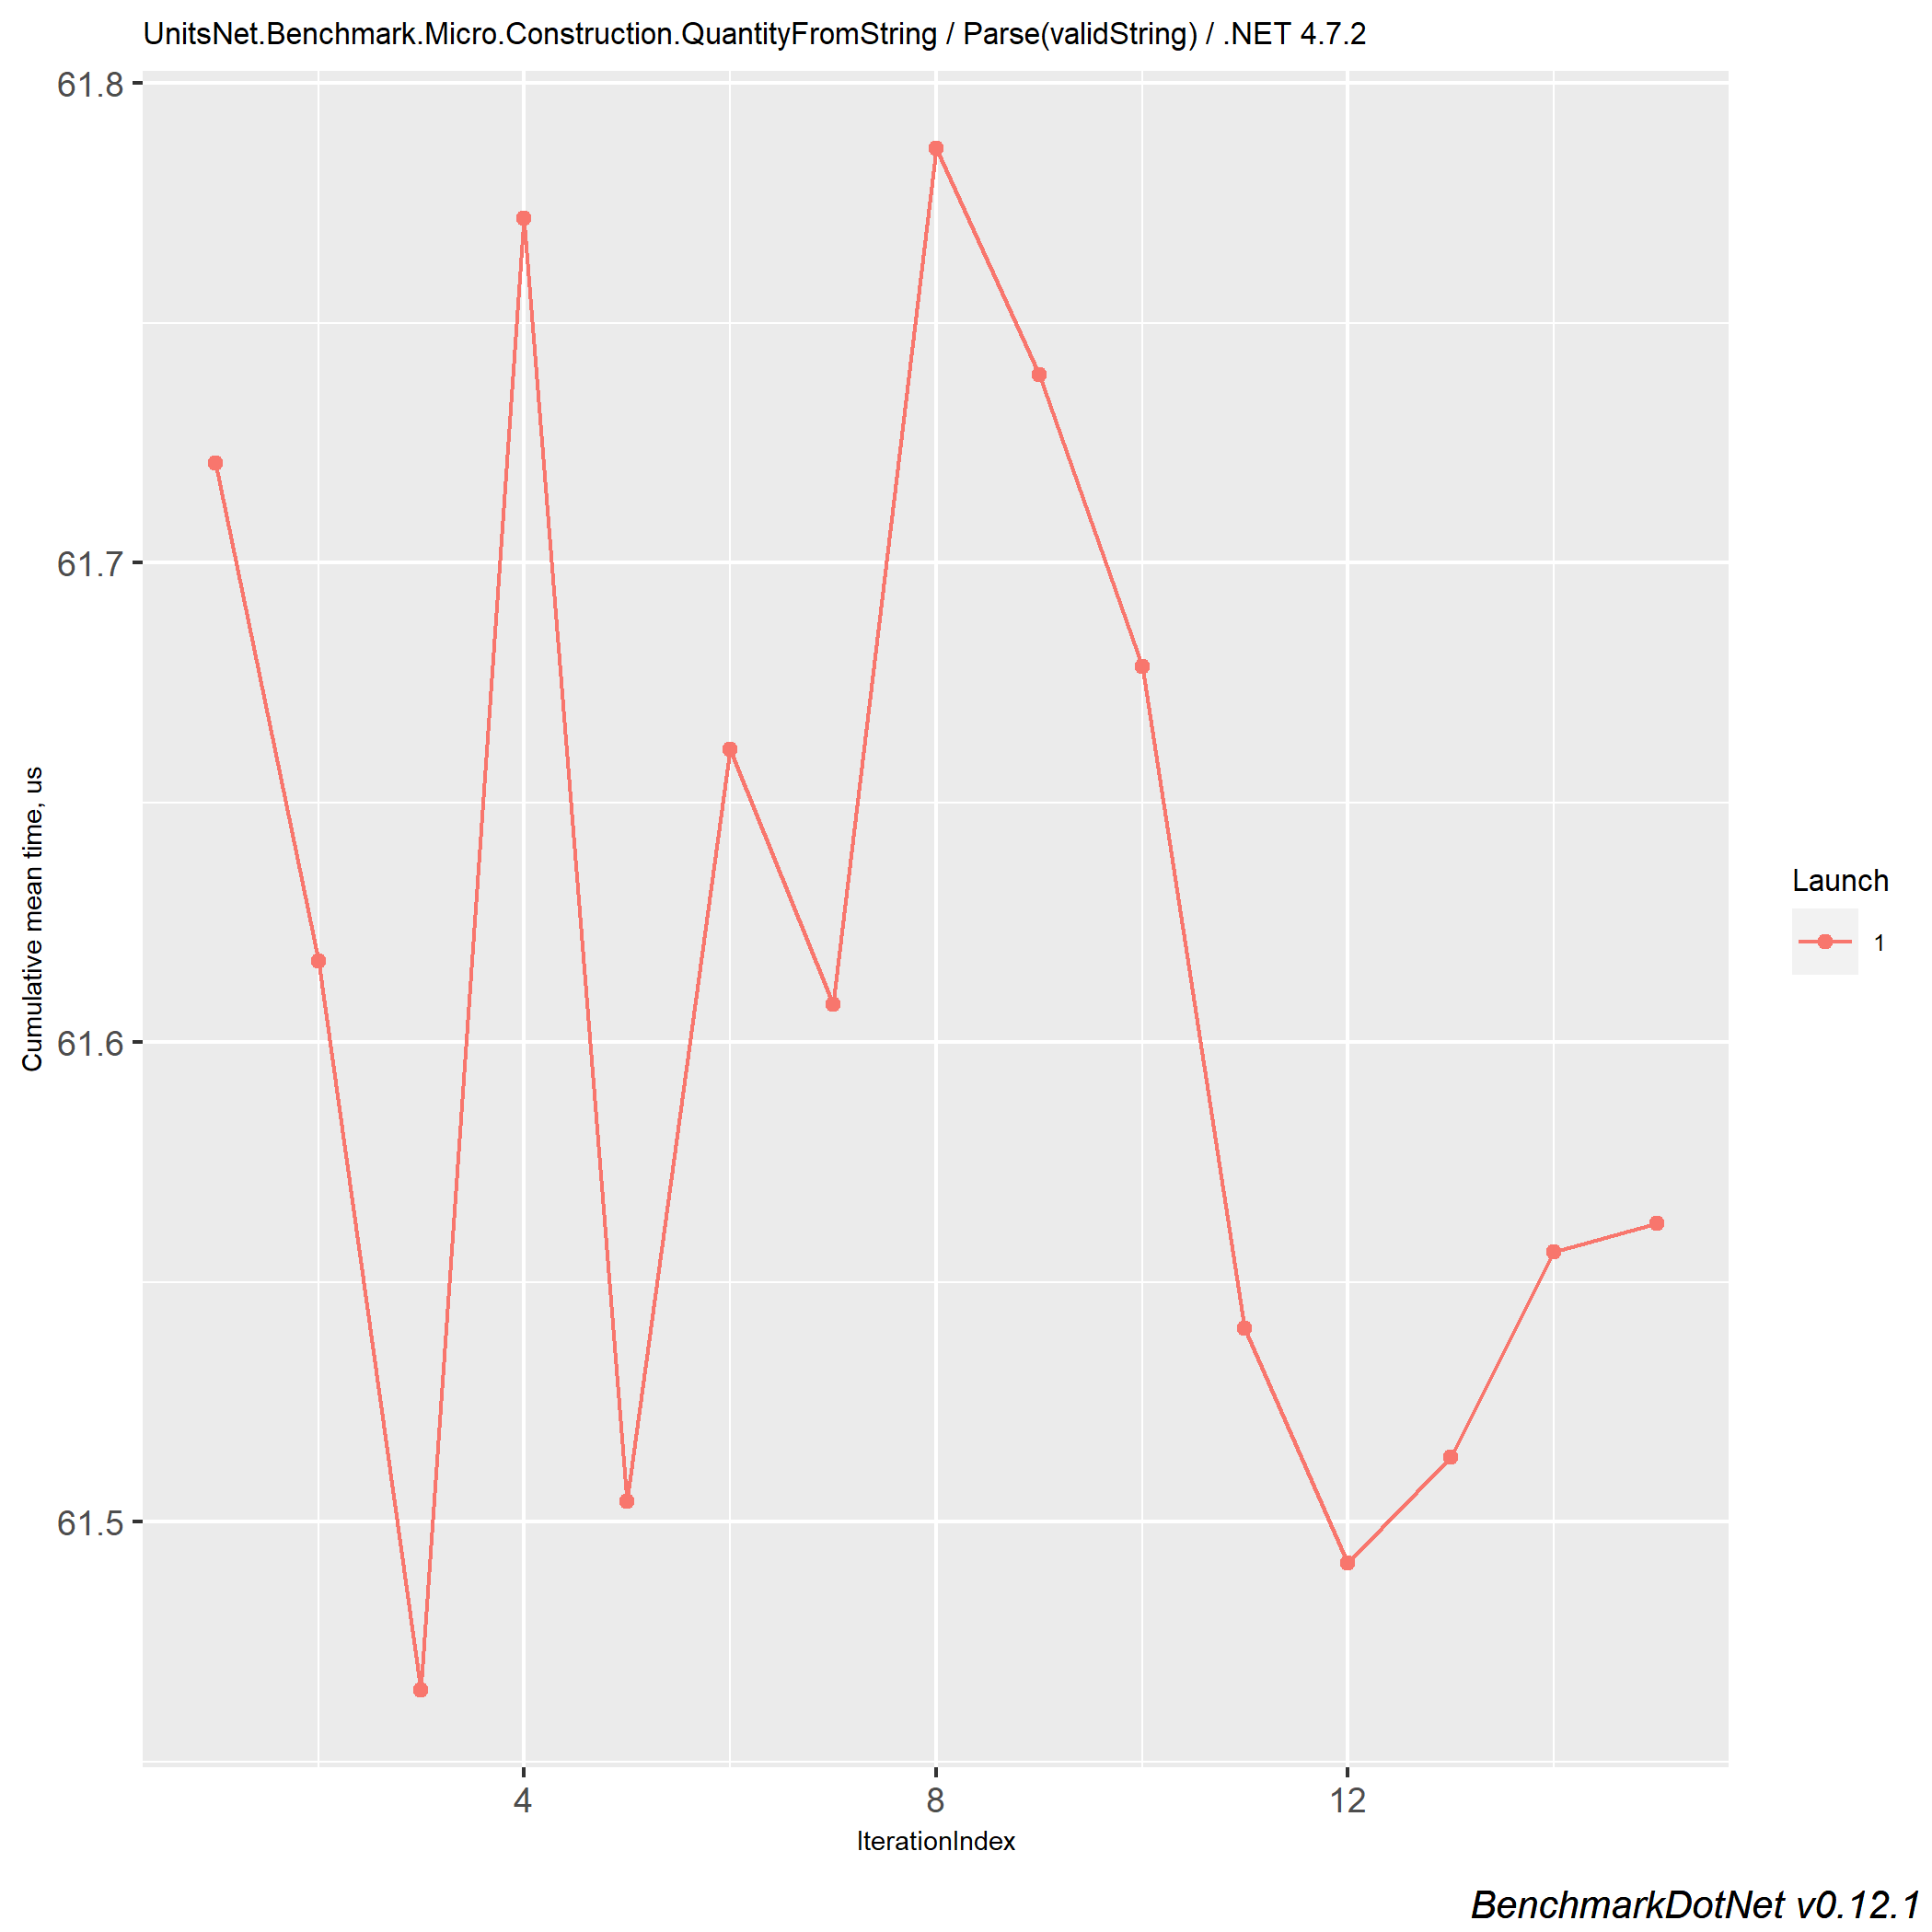 UnitsNet.Benchmark.Micro.Construction.QuantityFromString / Parse(validString) / .NET 4.7.2
61.8
61.7
61.6
61.5
Cumulative mean time, us
4
8
12
IterationIndex
Launch
1
BenchmarkDotNet v0.12.1